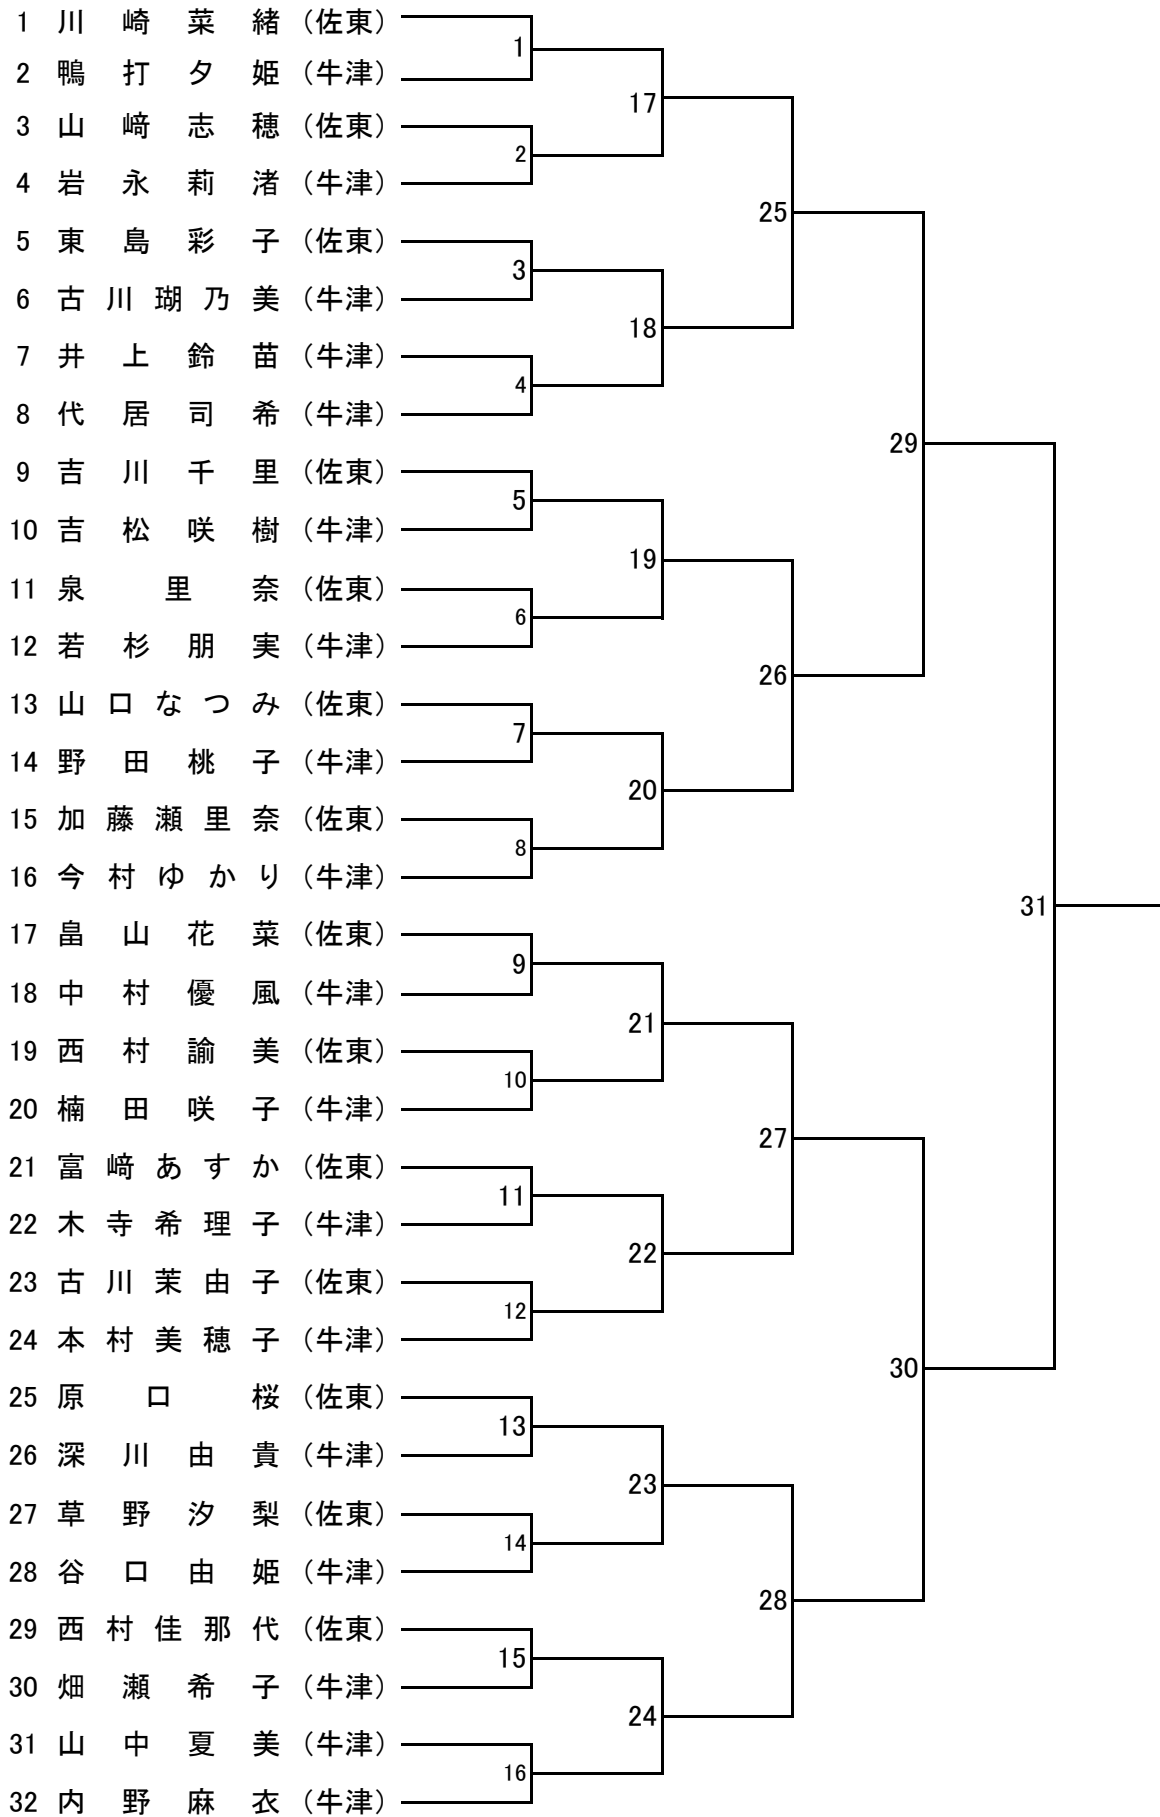 1 川崎菜緒（佐東）
1
2 鴨打夕姫（牛津）
17
3 山﨑志穂（佐東）
2
4 岩永莉渚（牛津）
25
5 東島彩子（佐東）
3
6 古川瑚乃美（牛津）
18
7 井上鈴苗（牛津）
4
8 代居司希（牛津）
29
9 吉川千里（佐東）
5
10 吉松咲樹（牛津）
19
11 泉里奈（佐東）
6
12 若杉朋実（牛津）
26
13 山口なつみ（佐東）
7
14 野田桃子（牛津）
20
15 加藤瀬里奈（佐東）
8
16 今村ゆかり（牛津）
31
17 畠山花菜（佐東）
9
18 中村優風（牛津）
21
19 西村諭美（佐東）
10
20 楠田咲子（牛津）
27
21 富﨑あすか（佐東）
11
22 木寺希理子（牛津）
22
23 古川茉由子（佐東）
12
24 本村美穂子（牛津）
30
25 原口桜（佐東）
13
26 深川由貴（牛津）
23
27 草野汐梨（佐東）
14
28 谷口由姫（牛津）
28
29 西村佳那代（佐東）
15
30 畑瀬希子（牛津）
24
31 山中夏美（牛津）
16
32 内野麻衣（牛津）